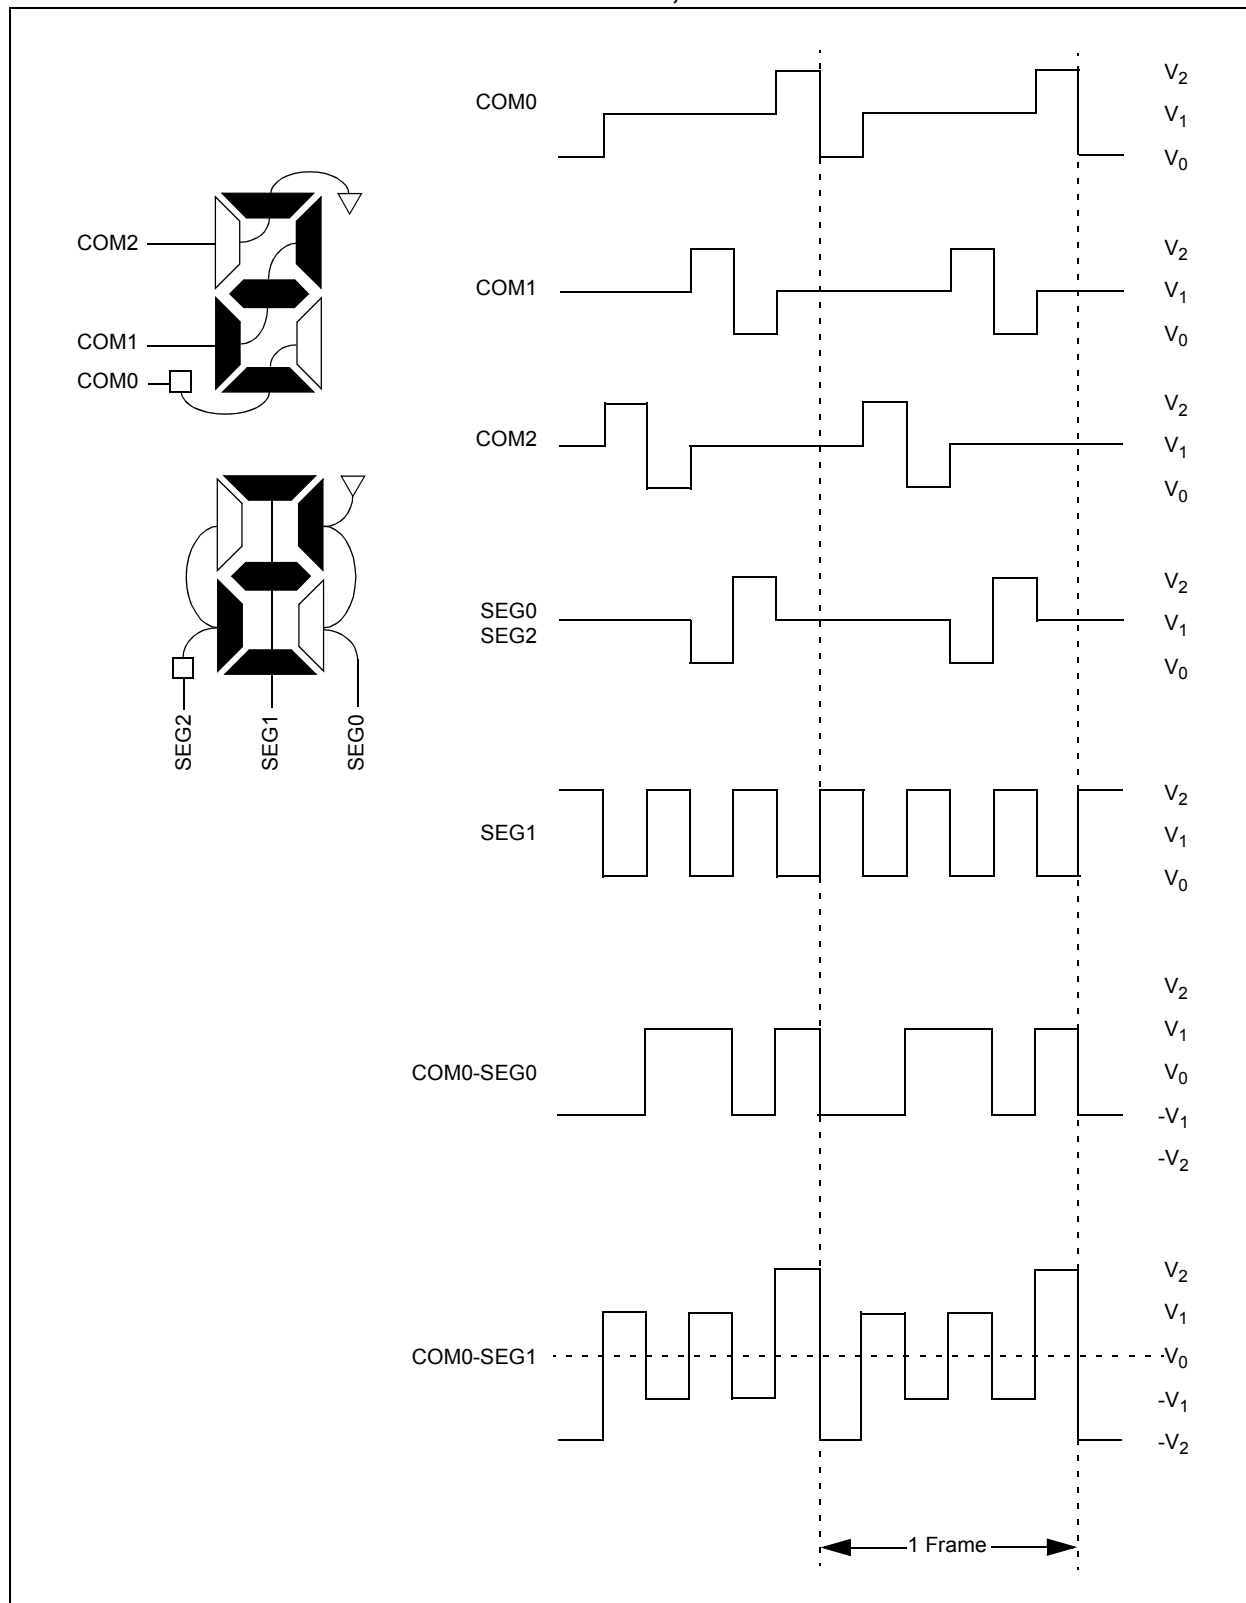 COM0
V2
V1
V0
COM2
COM1
COM0
COM1
V2
V1
V0
COM2
V2
V1
V0
SEG2
SEG1
SEG0
SEG0
SEG2
V2
V1
V0
SEG1
V2
V1
V0
COM0-SEG0
V2
V1
V0
-V1
-V2
COM0-SEG1
V2
V1
V0
-V1
-V2
1 Frame